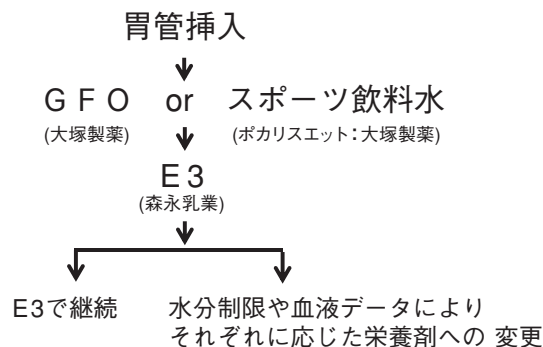 胃管挿入
GFO or スポーツ飲料水
(大塚製薬) (ポカリスエット：大塚製薬)
E3
(森永乳業)
E3で継続 水分制限や血液データにより
それぞれに応じた栄養剤への 変更